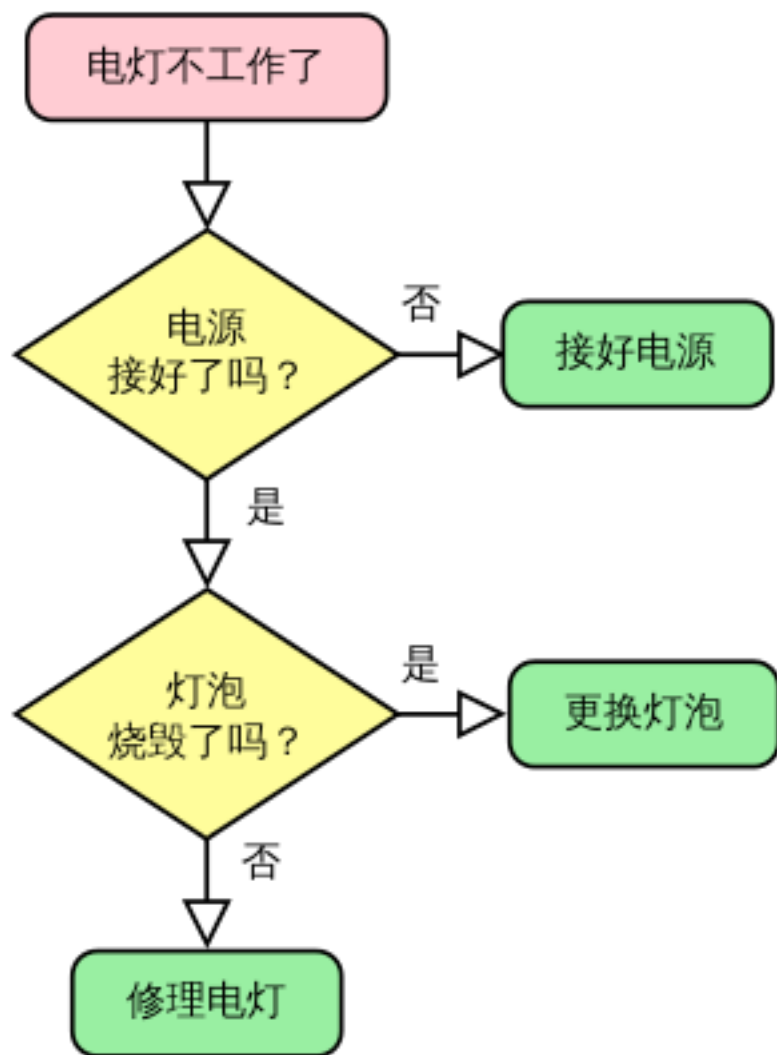 电灯不工作了
电源
接好了吗？
否
接好电源
是
灯泡
烧毁了吗？
是
更换灯泡
否
修理电灯